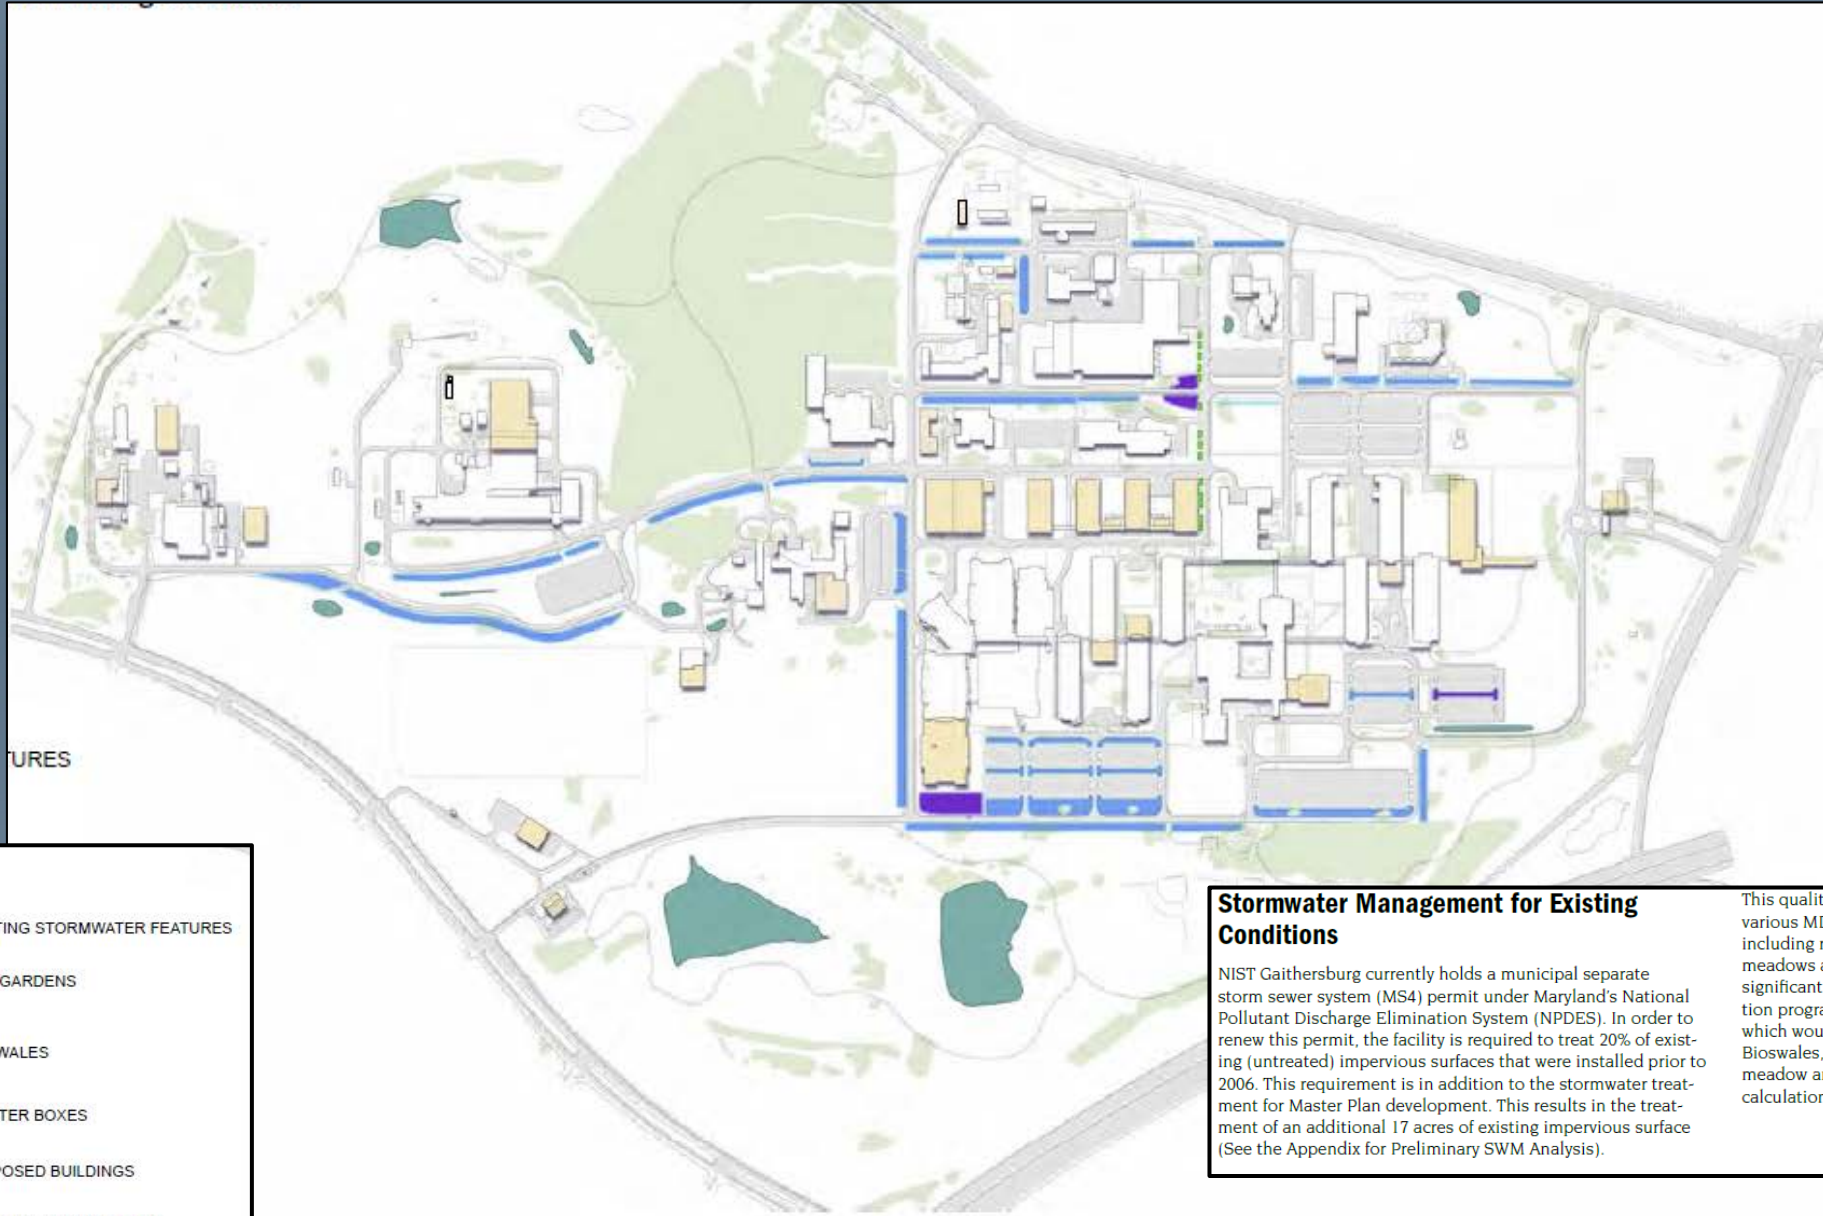 URES
TING STORMWATER FEATURES
GARDENS
WALES
TER BOXES
POSED BUILDINGS
Stormwater Management for Existing
Conditions
NIST Gaithersburg currently holds a municipal separate
storm sewer system (MS4) permit under Maryland's National
Pollutant Discharge Elimination System (NPDES). In order to
renew this permit, the facility is required to treat 20% of exist-
ing (untreated) impervious surfaces that were installed prior to
2006. This requirement is in addition to the stormwater treat-
ment for Master Plan development. This results in the treat-
ment of an additional 17 acres of existing impervious surface
(See the Appendix for Preliminary SWM Analysis).
This qualit
various MD
including r
meadows a
significant
tion progra
which wou
Bioswales,
meadow an
calculation